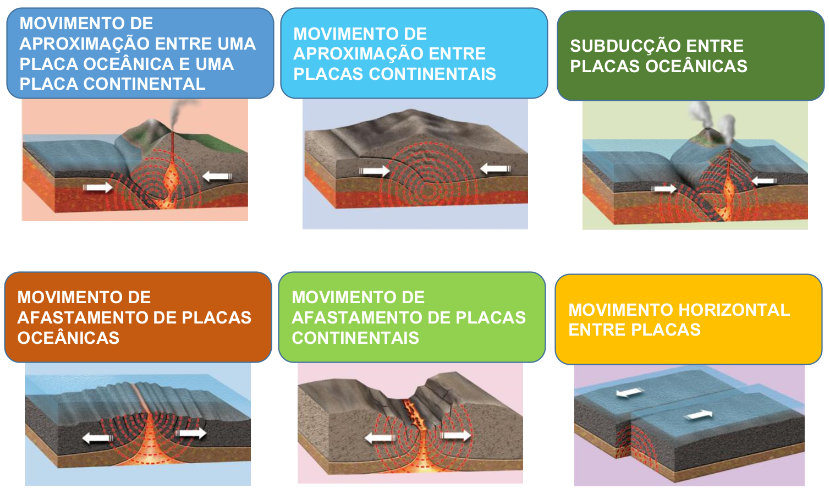 MOVIMENTO DE
APROXIMAÇÃO ENTRE UMA
PLACA OCEÂNICA E UMA
PLACA CONTINENTAL
MOVIMENTO DE
APROXIMAÇÃO ENTRE
PLACAS CONTINENTAIS
SUBDUCÇÃO ENTRE
PLACAS OCEÂNICAS
MOVIMENTO DE
AFASTAMENTO DE PLACAS
OCEÂNICAS
MOVIMENTO DE
AFASTAMENTO DE PLACAS
CONTINENTAIS
MOVIMENTO HORIZONTAL
ENTRE PLACAS